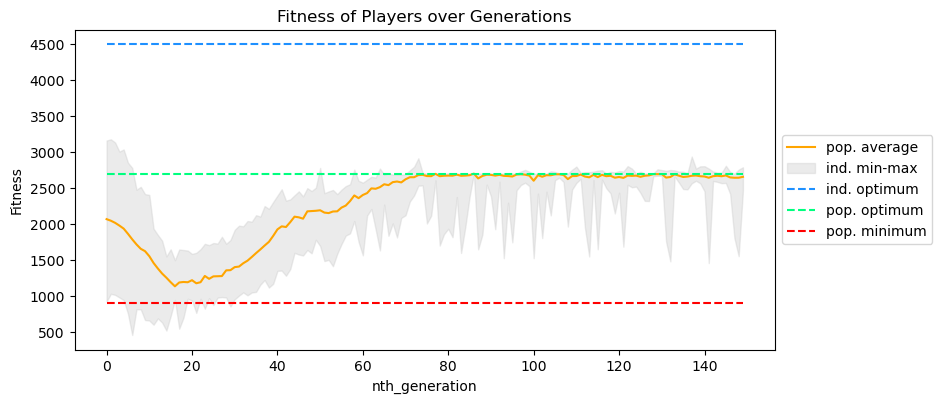 Fitness of Players over Generations
Fitness
4500
4000
3500
3000
2500
2000
1500
1000
500
0
20
40
60
80
100
120
140
nth_generation
pop. average
ind. min-max
ind. optimum
pop. optimum
pop. minimum